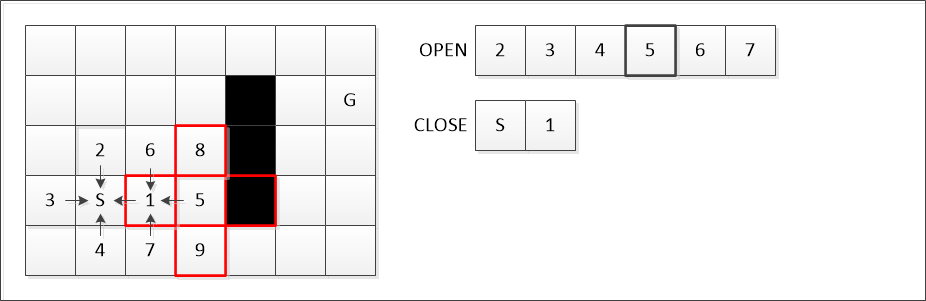 OPEN 2 3 4 5 6 7
G
CLOSE S 1
2 6 8
3 S 1 5
4 7 9